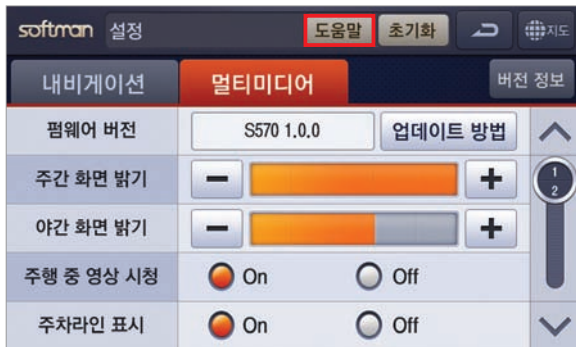 softman 설정 도움말 초기화 지도
내비게이션 멀티미디어 버전 정보
펌웨어 버전 S570 1.0.0 업데이트 방법
주간 화면 밝기 − +
1
2
야간 화면 밝기 − +
주행 중 영상 시청 On Off
주차라인 표시 On Off